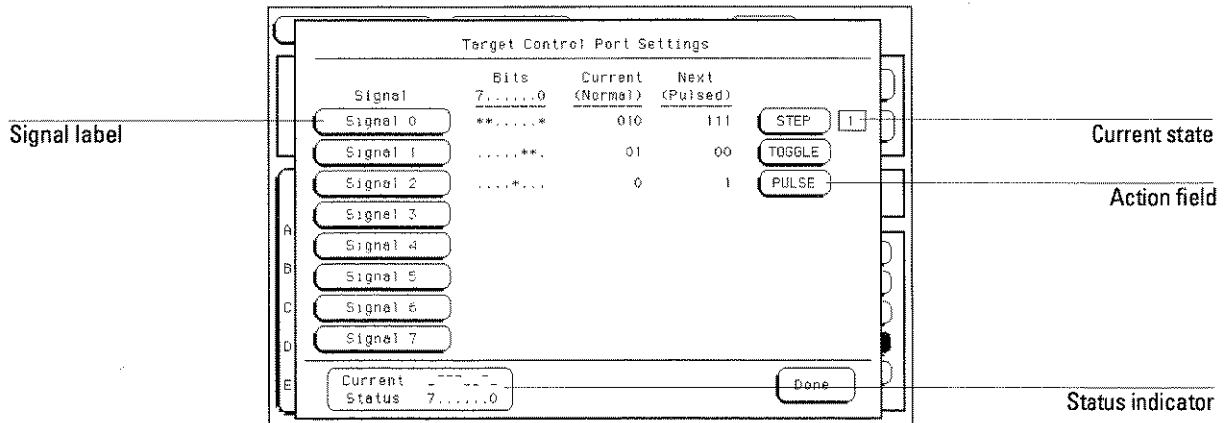 Target Control Port Settings
Bits Current Next
Signal 7......0 (Normal) (Pulsed)
Signal 0 **.....* 010 111 STEP 1
Signal label
Current state
Signal 1 .....**. 01 00 TOGGLE
Signal 2 ....*... 0 1 PULSE
Action field
Signal 3
A
Signal 4
B
Signal 5
C
Signal 6
D
Signal 7
E
Current
Status 7......0
Done
Status indicator